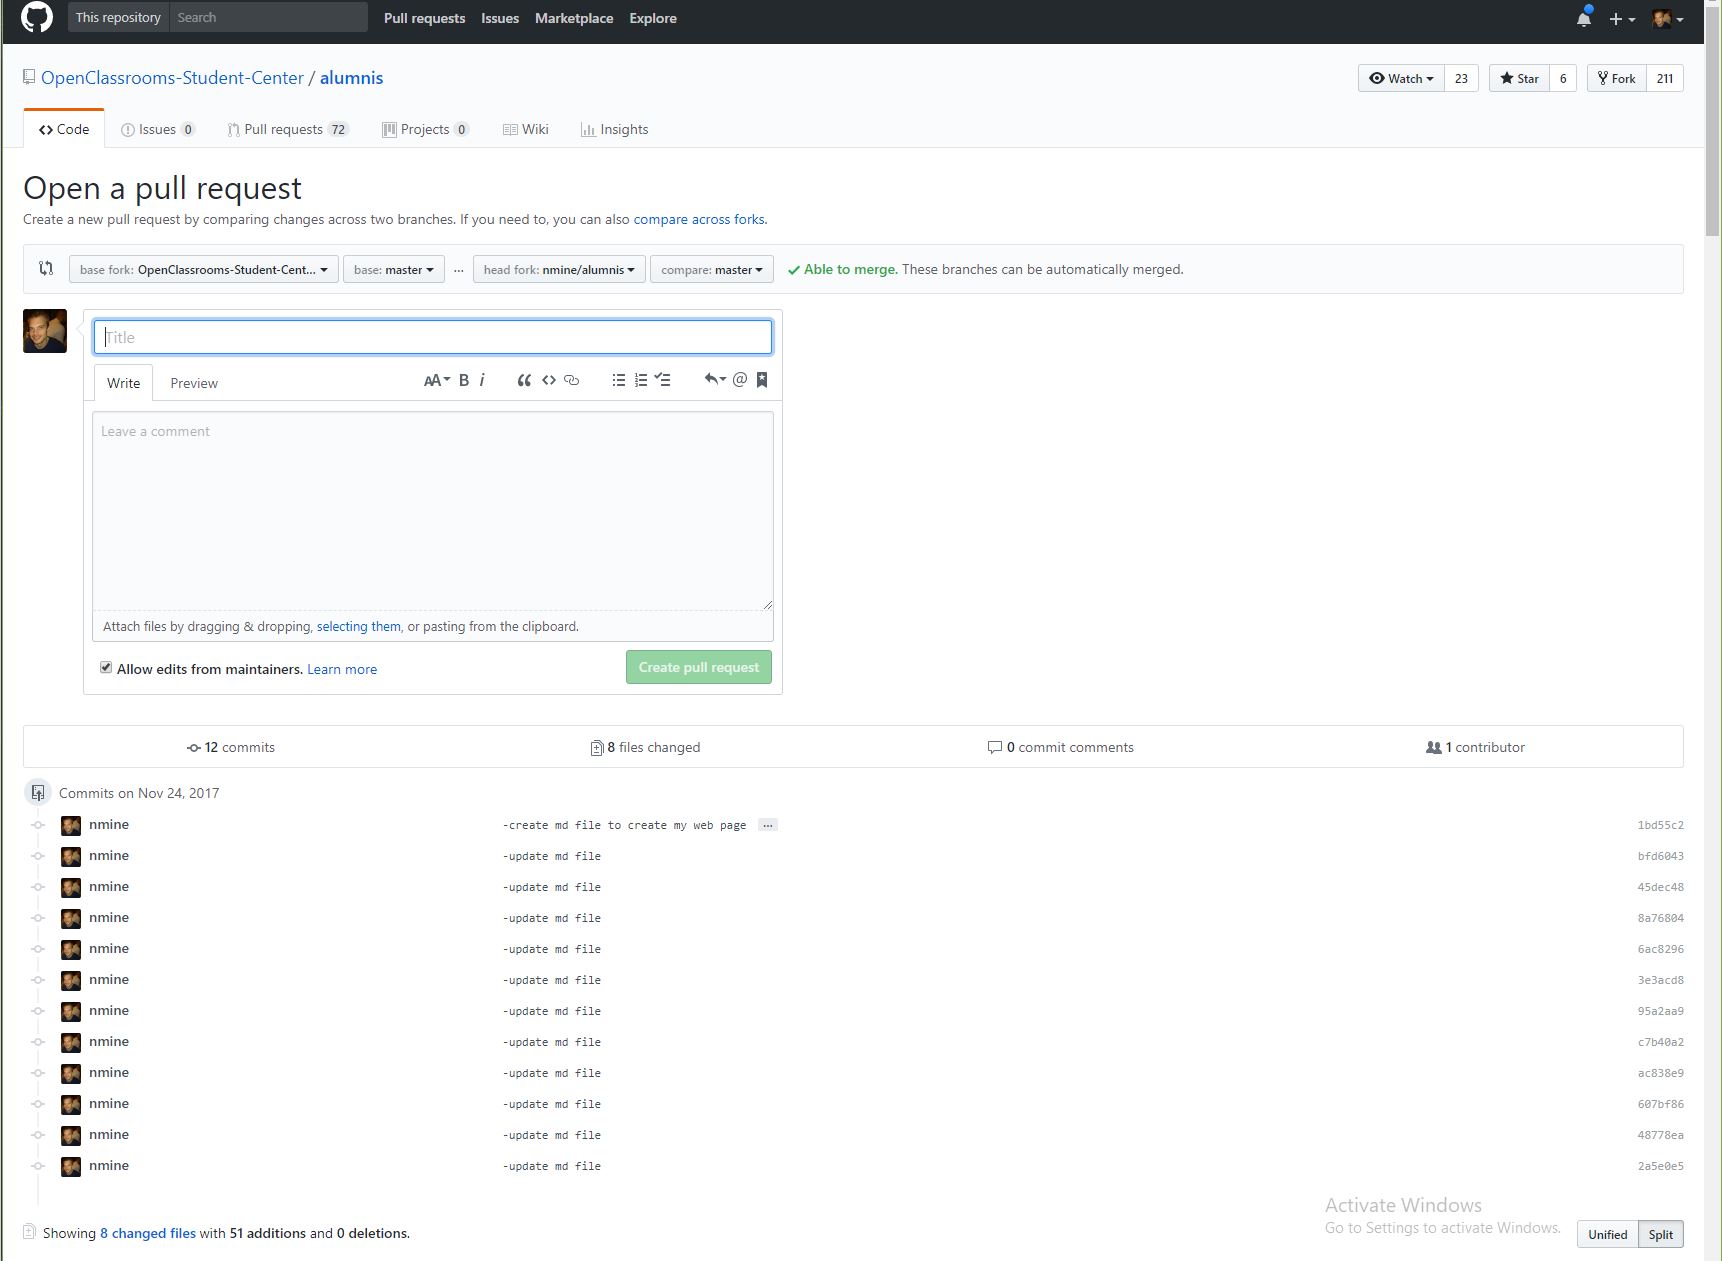 This repository Search Pull requests Issues Marketplace Explore
OpenClassrooms-Student-Center / alumnis Watch 23 Star 6 Fork 211
Code Issues 0 Pull requests 72 Projects 0 Wiki Insights
Open a pull request
Create a new pull request by comparing changes across two branches. If you need to, you can also compare across forks.
base fork: OpenClassrooms-Student-Cent... base: master ... head fork: nmine/alumnis compare: master Able to merge. These branches can be automatically merged.
Title
Write Preview AA B i
Leave a comment
Attach files by dragging & dropping, selecting them, or pasting from the clipboard.
Allow edits from maintainers. Learn more Create pull request
12 commits 8 files changed 0 commit comments 1 contributor
Commits on Nov 24, 2017
nmine -create md file to create my web page ... 1bd55c2
nmine -update md file bfd6043
nmine -update md file 45dec48
nmine -update md file 8a76804
nmine -update md file 6ac8296
nmine -update md file 3e3acd8
nmine -update md file 95a2aa9
nmine -update md file c7b40a2
nmine -update md file ac838e9
nmine -update md file 607bf86
nmine -update md file 48778ea
nmine -update md file 2a5e0e5
Activate Windows
Go to Settings to activate Windows.
Showing 8 changed files with 51 additions and 0 deletions. Unified Split